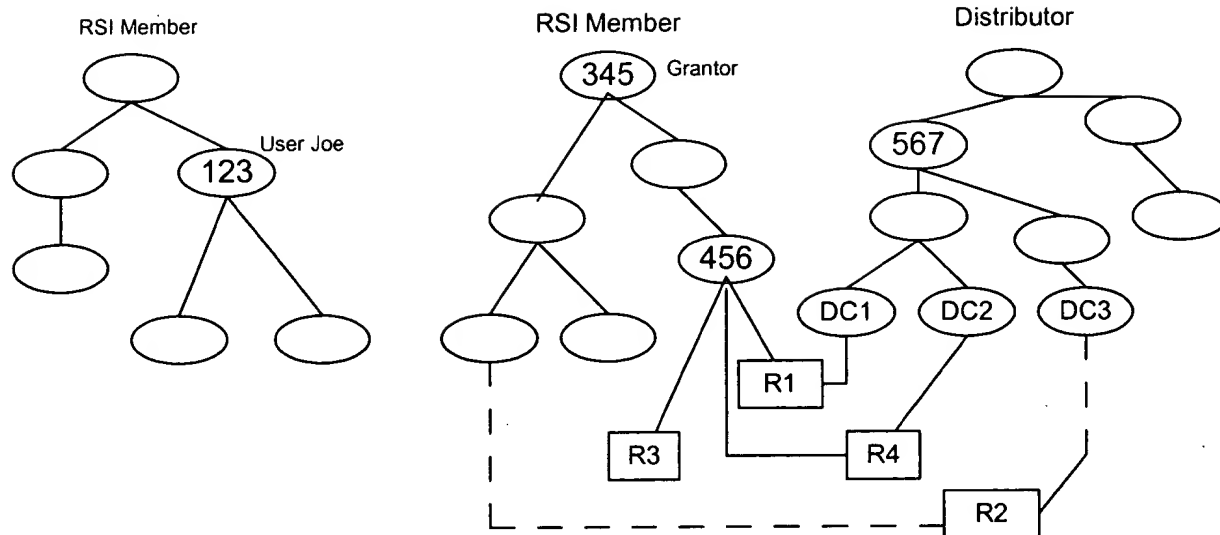 RSI Member
RSI Member
Distributor
345
Grantor
User Joe
123
567
456
DC1
DC2
DC3
R1
R3
R4
R2